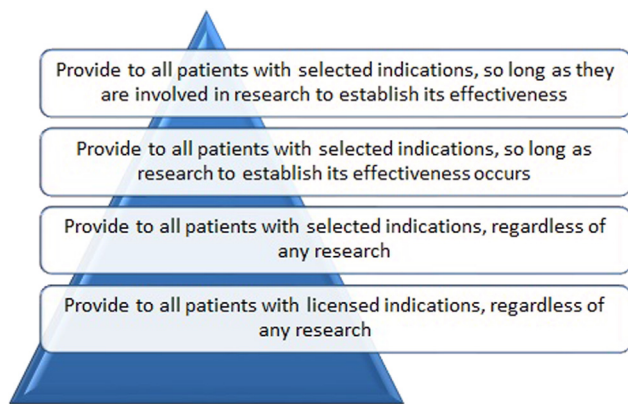 Provide to all patients with selected indications, so long as they
are involved in research to establish its effectiveness
Provide to all patients with selected indications, so long as
research to establish its effectiveness occurs
Provide to all patients with selected indications, regardless of
any research
Provide to all patients with licensed indications, regardless of
any research